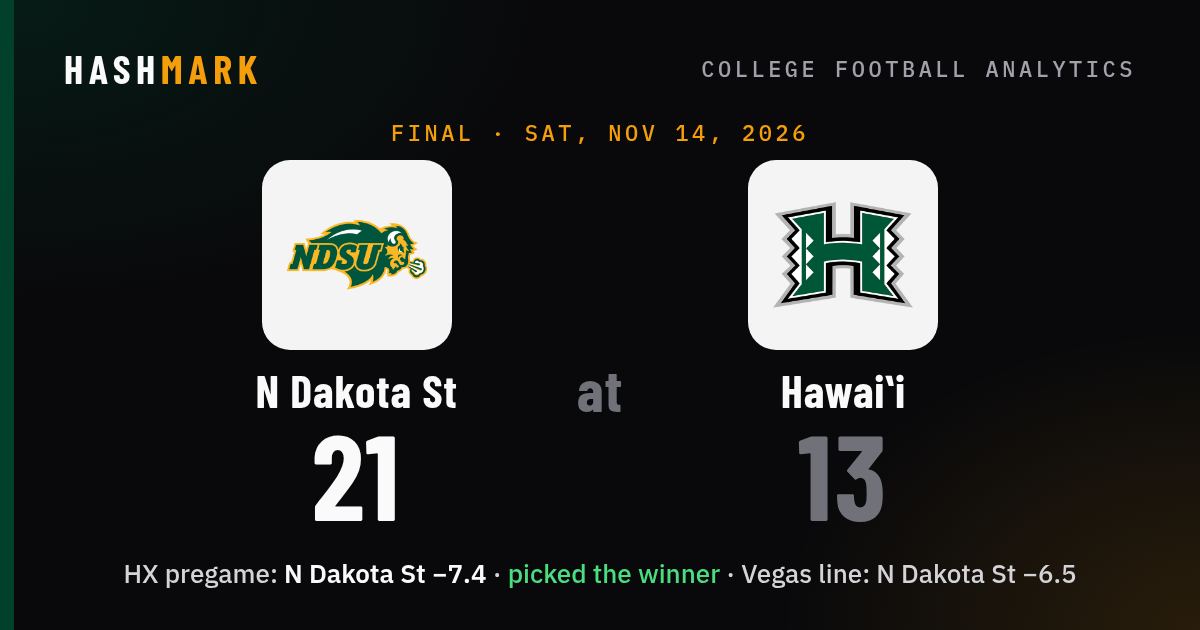 HASHMARK
COLLEGE FOOTBALL ANALYTICS
FINAL · SAT, NOV 14, 2026
NDSU
H
N Dakota St
at
Hawaiʻi
21
13
HX pregame: N Dakota St −7.4 · picked the winner · Vegas line: N Dakota St −6.5